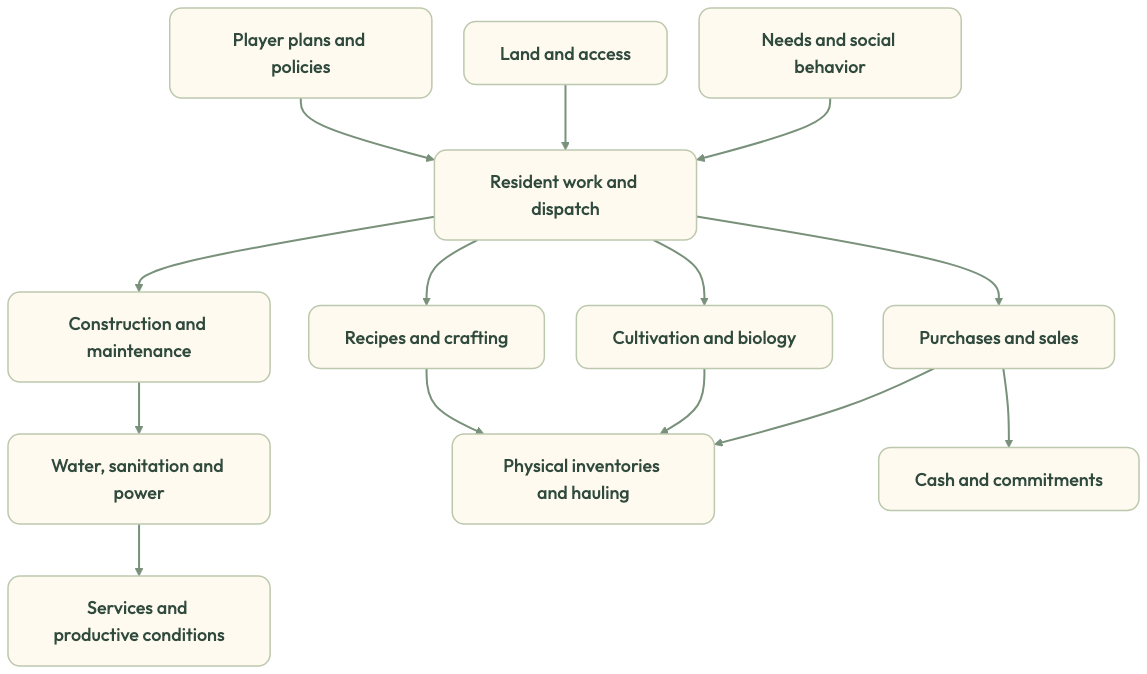 Player plans and
policies
Land and access
Needs and social
behavior
Resident work and
dispatch
Construction and
maintenance
Recipes and crafting
Cultivation and biology
Purchases and sales
Water, sanitation and
power
Physical inventories
and hauling
Cash and commitments
Services and
productive conditions